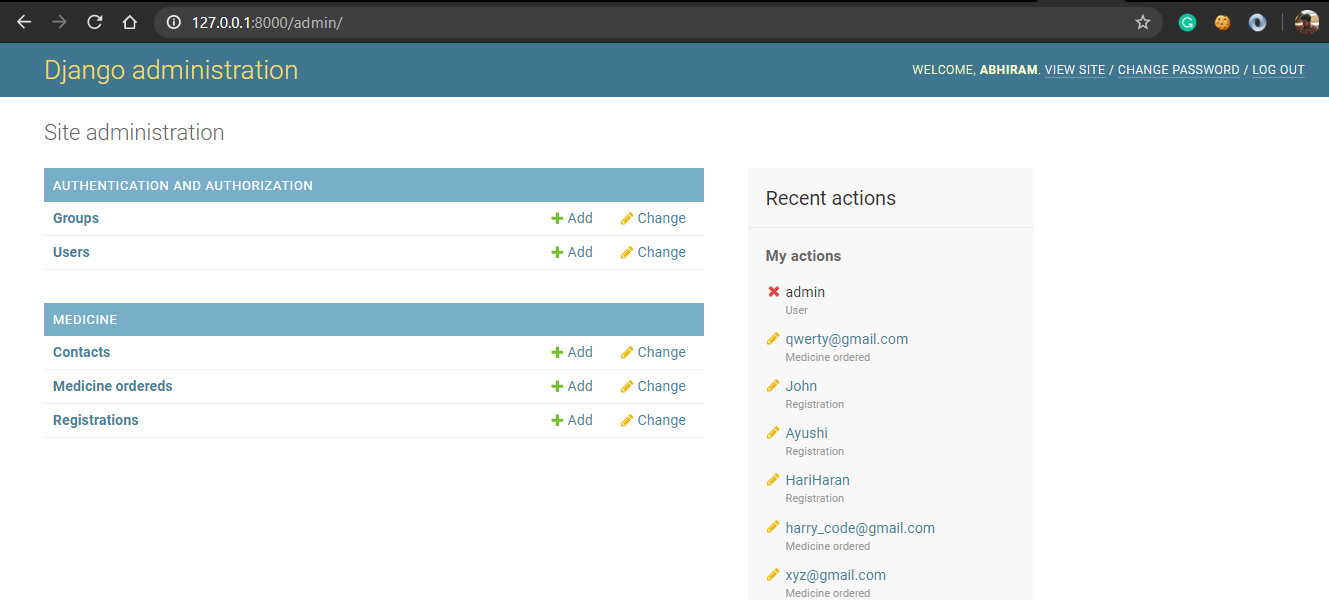 127.0.0.1:8000/admin/
Django administration
WELCOME, ABHIRAM. VIEW SITE / CHANGE PASSWORD / LOG OUT
Site administration
AUTHENTICATION AND AUTHORIZATION
Groups Add Change
Users Add Change
MEDICINE
Contacts Add Change
Medicine ordereds Add Change
Registrations Add Change
Recent actions
My actions
admin
User
qwerty@gmail.com
Medicine ordered
John
Registration
Ayushi
Registration
HariHaran
Registration
harry_code@gmail.com
Medicine ordered
xyz@gmail.com
Medicine ordered